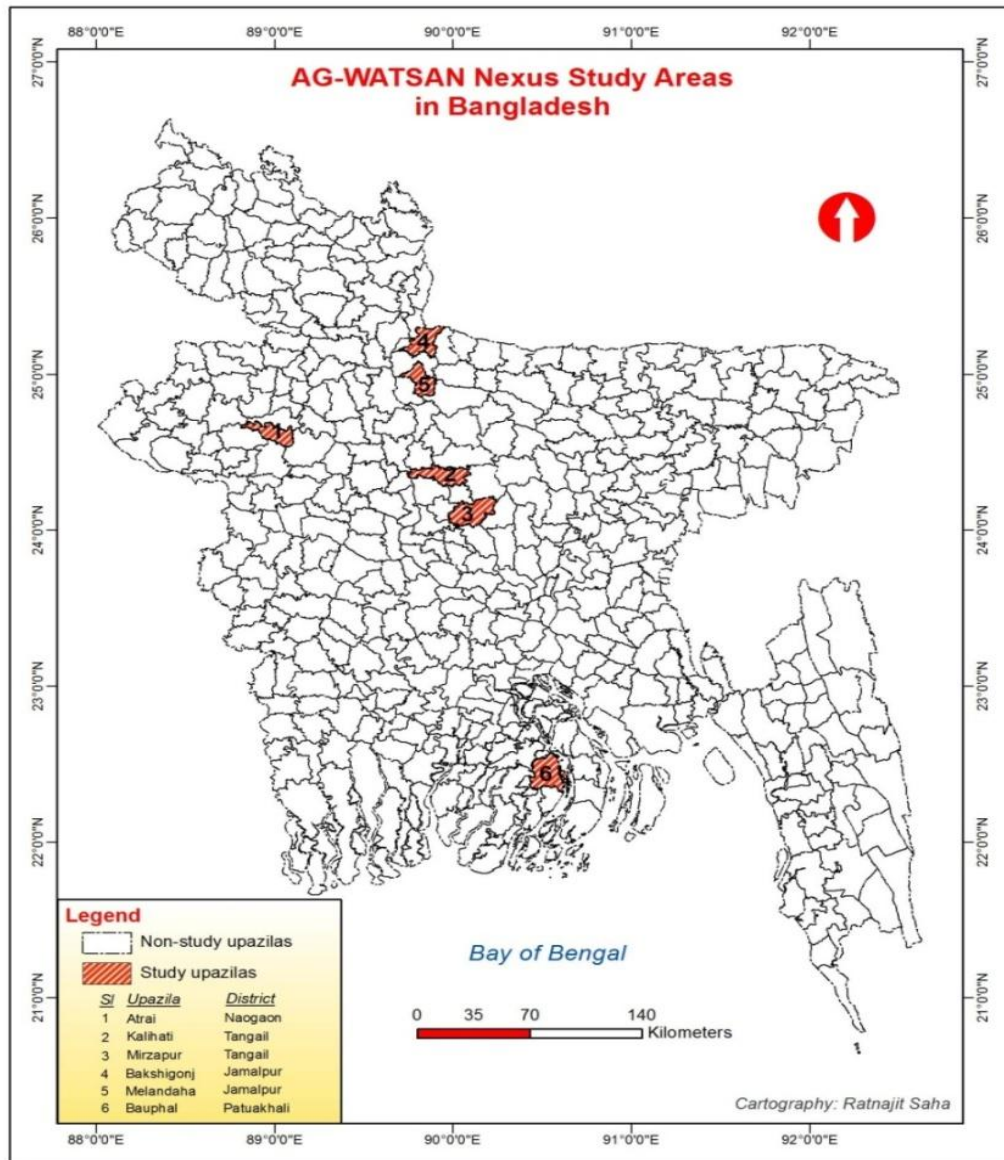 88°0'0"E 89°0'0"E 90°0'0"E 91°0'0"E 92°0'0"E
27°0'0"N 27°0'0"N
AG-WATSAN Nexus Study Areas
in Bangladesh
26°0'0"N 26°0'0"N
4
25°0'0"N 25°0'0"N
5
1
2
3
24°0'0"N 24°0'0"N
23°0'0"N 23°0'0"N
6
22°0'0"N 22°0'0"N
Legend
Non-study upazilas
Study upazilas
Sl Upazila District
1 Atrai Naogaon
2 Kalihati Tangail
3 Mirzapur Tangail
4 Bakshigonj Jamalpur
5 Melandaha Jamalpur
6 Bauphal Patuakhali
Bay of Bengal
21°0'0"N 21°0'0"N
0 35 70 140
Kilometers
Cartography: Ratnajit Saha
88°0'0"E 89°0'0"E 90°0'0"E 91°0'0"E 92°0'0"E